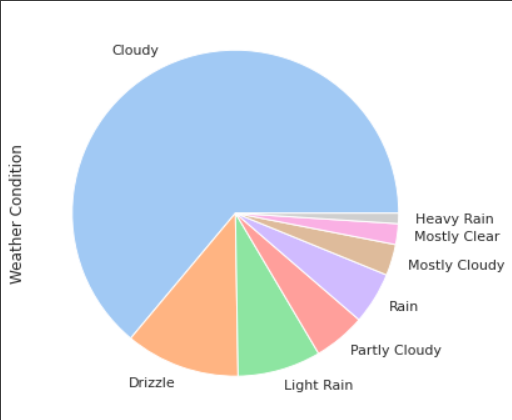 Cloudy
Weather Condition
Heavy Rain
Mostly Clear
Mostly Cloudy
Rain
Partly Cloudy
Drizzle
Light Rain